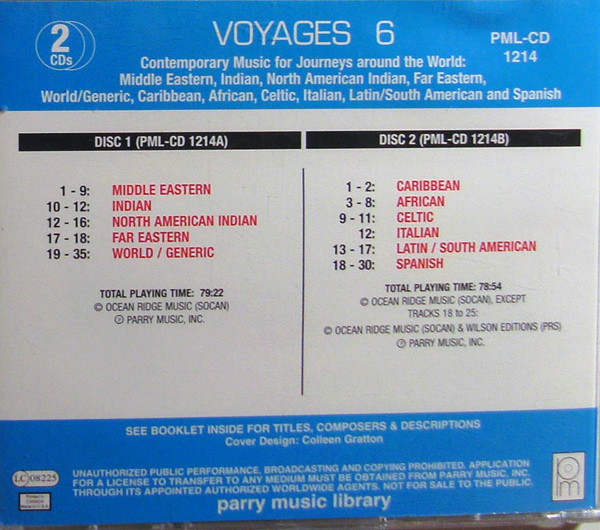 2
CDs
VOYAGES 6
PML-CD
1214
Contemporary Music for Journeys around the World:
Middle Eastern, Indian, North American Indian, Far Eastern,
World/Generic, Caribbean, African, Celtic, Italian, Latin/South American and Spanish
DISC 1 (PML-CD 1214A)
1 - 9: MIDDLE EASTERN
10 - 12: INDIAN
12 - 16: NORTH AMERICAN INDIAN
17 - 18: FAR EASTERN
19 - 35: WORLD / GENERIC
TOTAL PLAYING TIME: 79:22
© OCEAN RIDGE MUSIC (SOCAN)
℗ PARRY MUSIC, INC.
DISC 2 (PML-CD 1214B)
1 - 2: CARIBBEAN
3 - 8: AFRICAN
9 - 11: CELTIC
12: ITALIAN
13 - 17: LATIN / SOUTH AMERICAN
18 - 30: SPANISH
TOTAL PLAYING TIME: 78:54
© OCEAN RIDGE MUSIC (SOCAN), EXCEPT
TRACKS 18 to 25:
© OCEAN RIDGE MUSIC (SOCAN) & WILSON EDITIONS (PRS)
℗ PARRY MUSIC, INC.
SEE BOOKLET INSIDE FOR TITLES, COMPOSERS & DESCRIPTIONS
Cover Design: Colleen Gratton
LC 08225
UNAUTHORIZED PUBLIC PERFORMANCE, BROADCASTING AND COPYING PROHIBITED. APPLICATION
FOR A LICENSE TO TRANSFER TO ANY MEDIUM MUST BE OBTAINED FROM PARRY MUSIC, INC.
THROUGH ITS APPOINTED AUTHORIZED WORLDWIDE AGENTS. NOT FOR RESALE TO THE PUBLIC.
parry music library
pm